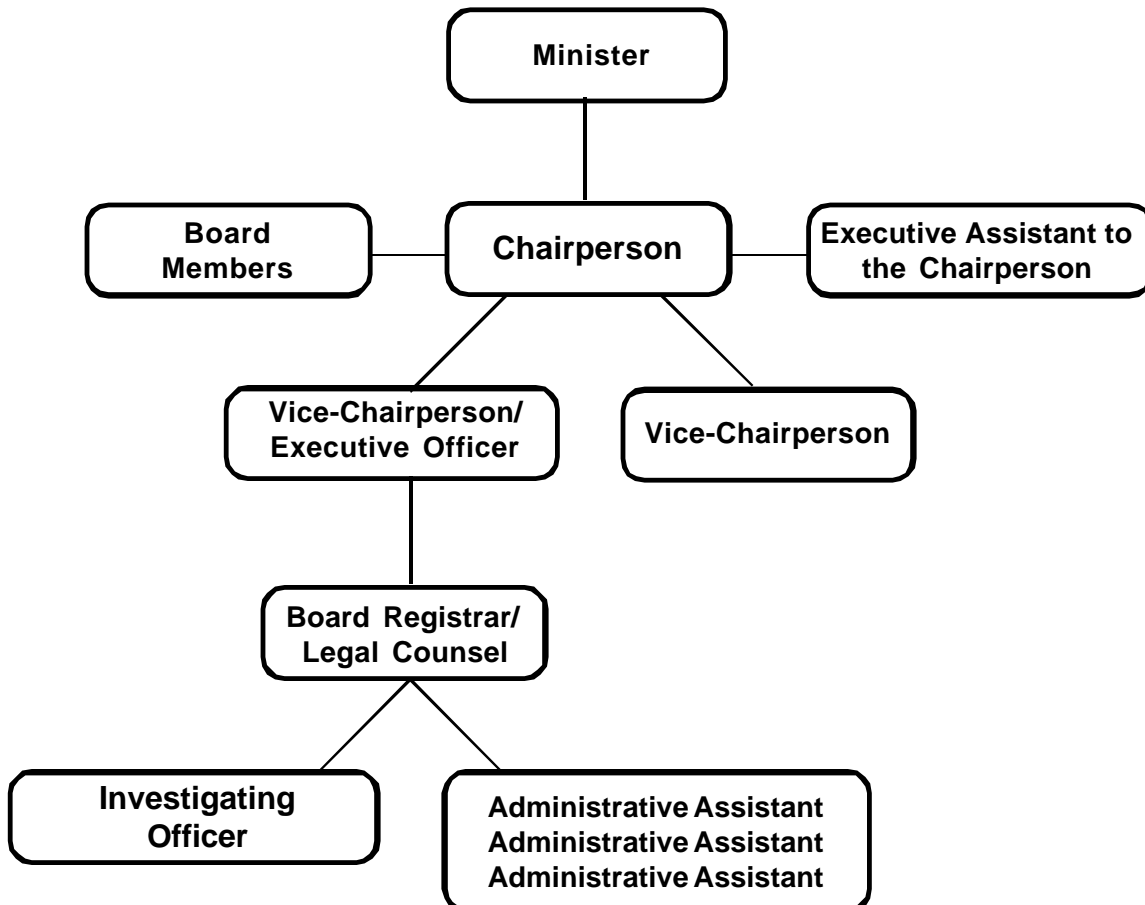 Minister
Board
Members
Chairperson
Executive Assistant to
the Chairperson
Vice-Chairperson/
Executive Officer
Vice-Chairperson
Board Registrar/
Legal Counsel
Investigating
Officer
Administrative Assistant
Administrative Assistant
Administrative Assistant